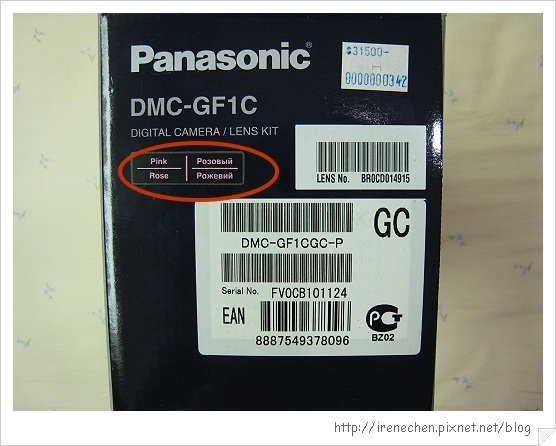 Panasonic®
$31500-
H
0000000342
DMC-GF1C
DIGITAL CAMERA / LENS KIT
Pink Розовый
Rose Рожевий
LENS No. BR0CD014915
GC
DMC-GF1CGC-P
Serial No. FV0CB101124
EAN
8887549378096
BZ02
http://irenechen.pixnet.net/blog